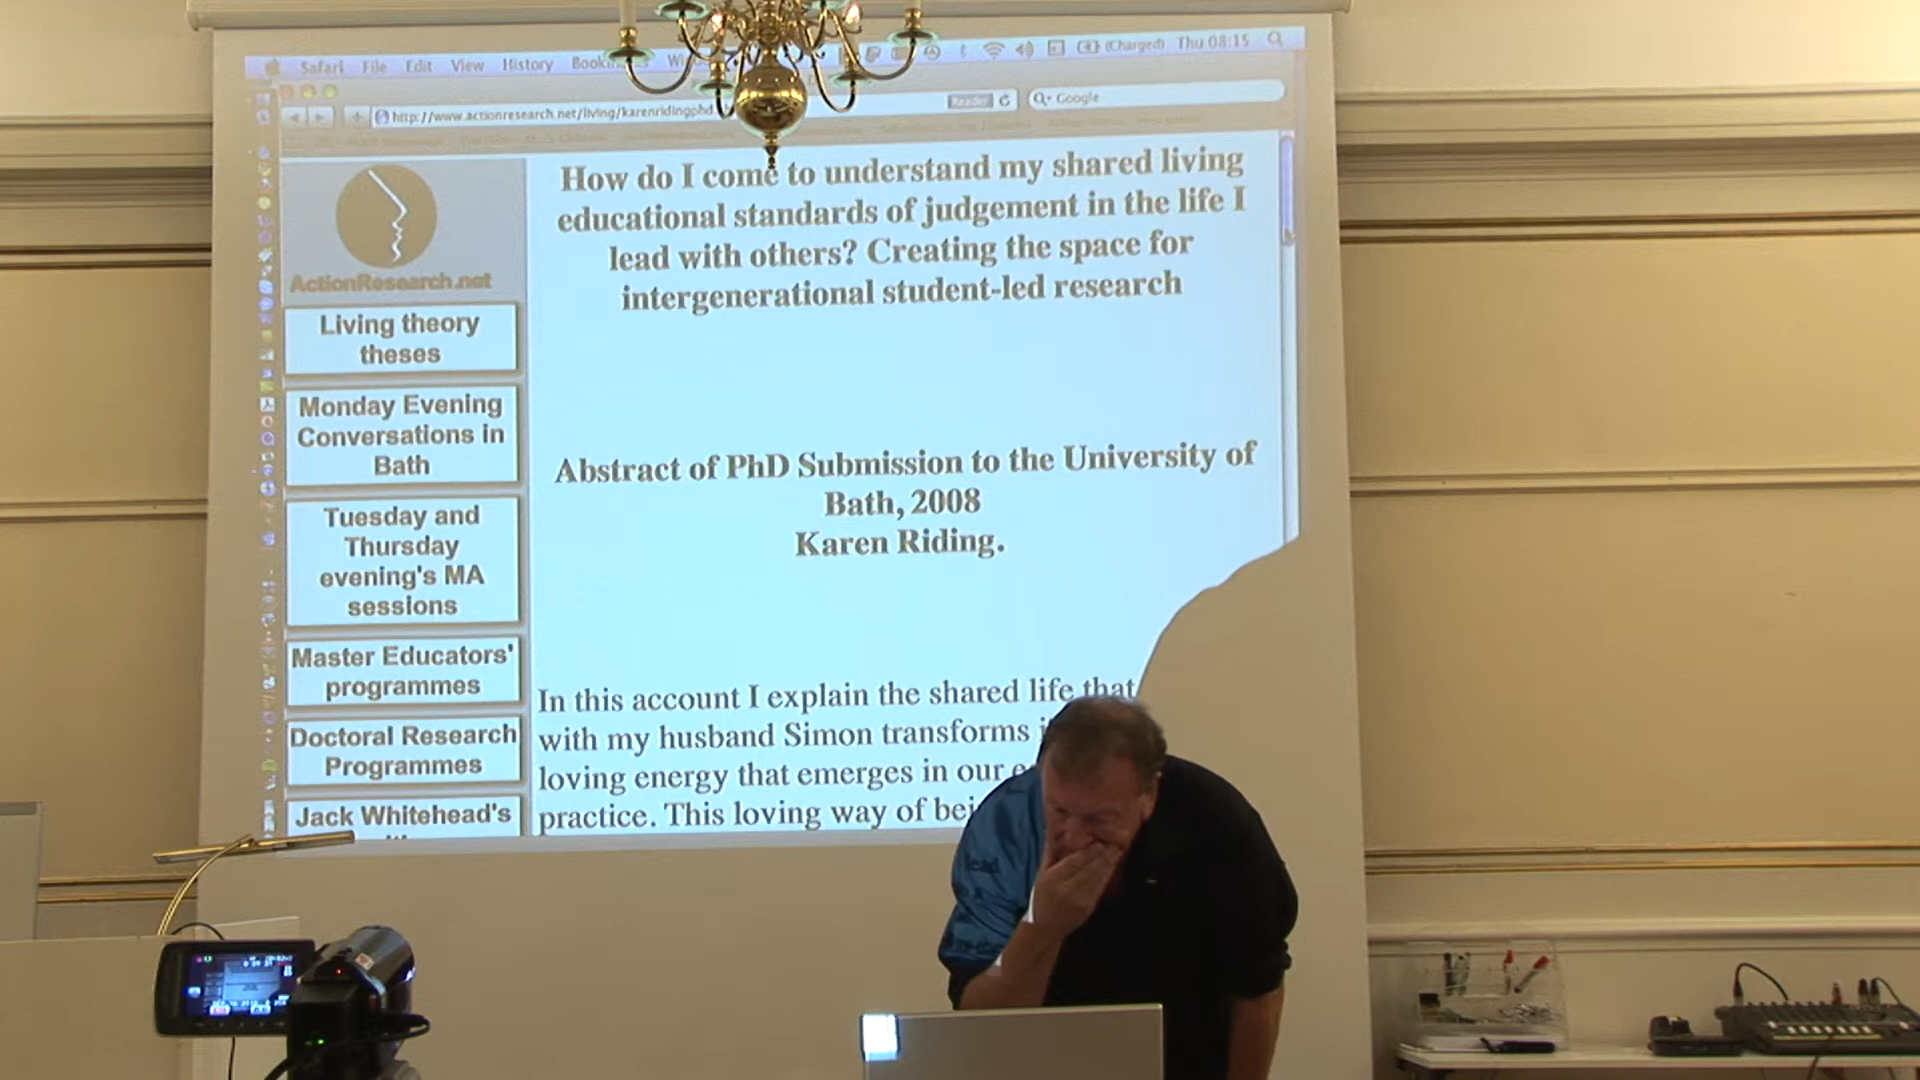 Safari File Edit View History
(Charged) Thu 08:15
http://www.actionresearch.net/living/karenridingphd
Reader
Google
ActionResearch.net
Living theory
theses
Monday Evening
Conversations in
Bath
Tuesday and
Thursday
evening's MA
sessions
Master Educators'
programmes
Doctoral Research
Programmes
Jack Whitehead's
How do I come to understand my shared living
educational standards of judgement in the life I
lead with others? Creating the space for
intergenerational student-led research
Abstract of PhD Submission to the University of
Bath, 2008
Karen Riding.
In this account I explain the shared life that
with my husband Simon transforms
loving energy that emerges in our
practice. This loving way of